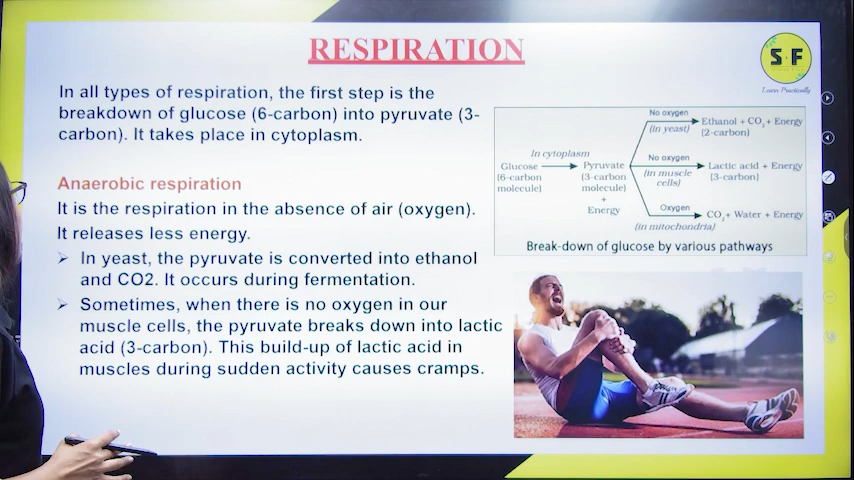 RESPIRATION
S F
Learn Practically
In all types of respiration, the first step is the
breakdown of glucose (6-carbon) into pyruvate (3-
carbon). It takes place in cytoplasm.
Anaerobic respiration
It is the respiration in the absence of air (oxygen).
It releases less energy.
➢ In yeast, the pyruvate is converted into ethanol
and CO2. It occurs during fermentation.
➢ Sometimes, when there is no oxygen in our
muscle cells, the pyruvate breaks down into lactic
acid (3-carbon). This build-up of lactic acid in
muscles during sudden activity causes cramps.
In cytoplasm
Glucose
(6-carbon
molecule)
Pyruvate
(3-carbon
molecule)
+
Energy
No oxygen
(in yeast)
Ethanol + CO₂ + Energy
(2-carbon)
No oxygen
(in muscle
cells)
Lactic acid + Energy
(3-carbon)
Oxygen
(in mitochondria)
CO₂ + Water + Energy
Break-down of glucose by various pathways